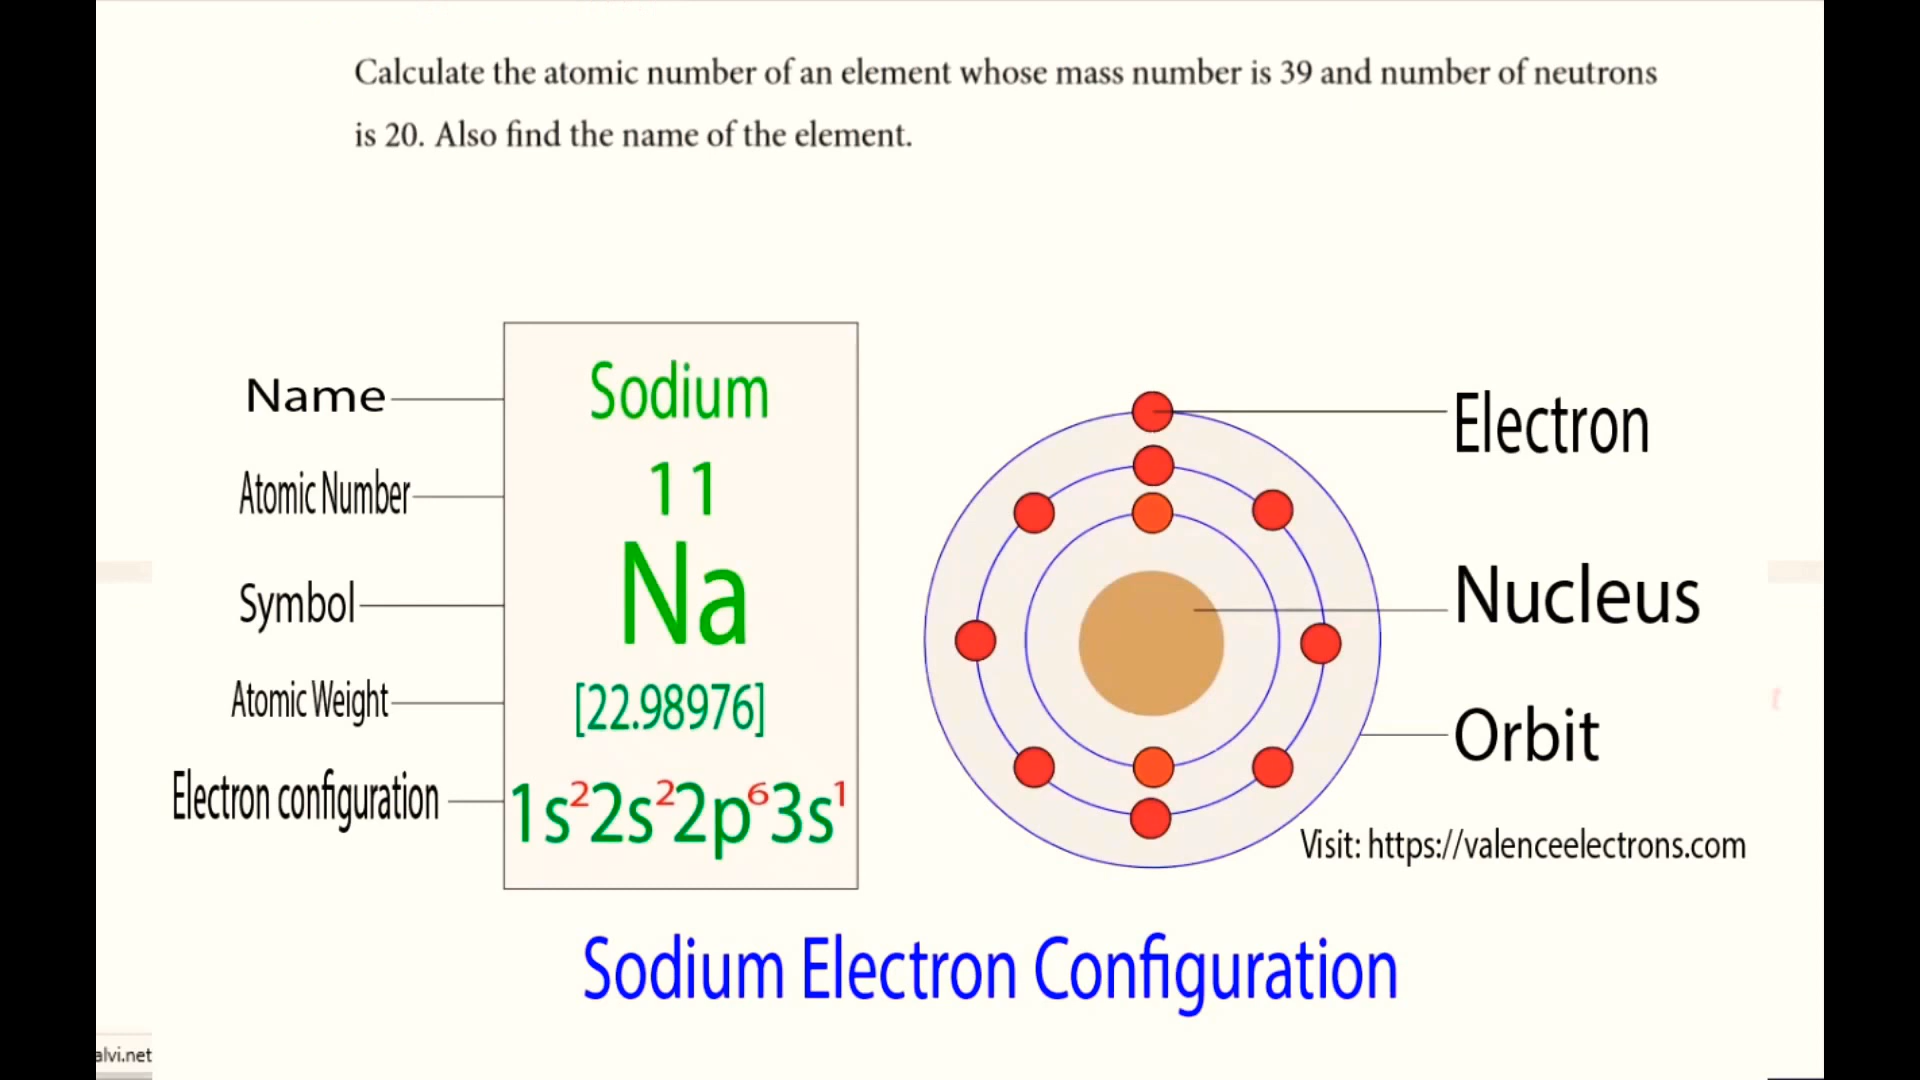 Calculate the atomic number of an element whose mass number is 39 and number of neutrons
is 20. Also find the name of the element.
Name
Sodium
Atomic Number
11
Symbol
Na
Atomic Weight
[22.98976]
Electron configuration
1s²2s²2p⁶3s¹
Electron
Nucleus
Orbit
Visit: https://valenceelectrons.com
Sodium Electron Configuration
alvi.net
t